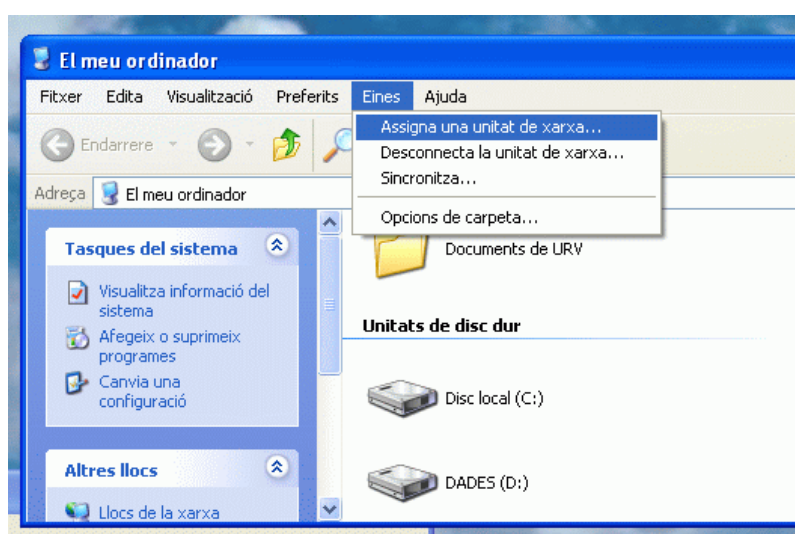 El meu ordinador
Fitxer Edita Visualització Preferits Eines Ajuda
Assigna una unitat de xarxa...
Desconnecta la unitat de xarxa...
Sincronitza...
Opcions de carpeta...
Endarrere
Adreça El meu ordinador
Tasques del sistema
Visualitza informació del
sistema
Afegeix o suprimeix
programes
Canvia una
configuració
Altres llocs
Llocs de la xarxa
Documents de URV
Unitats de disc dur
Disc local (C:)
DADES (D:)